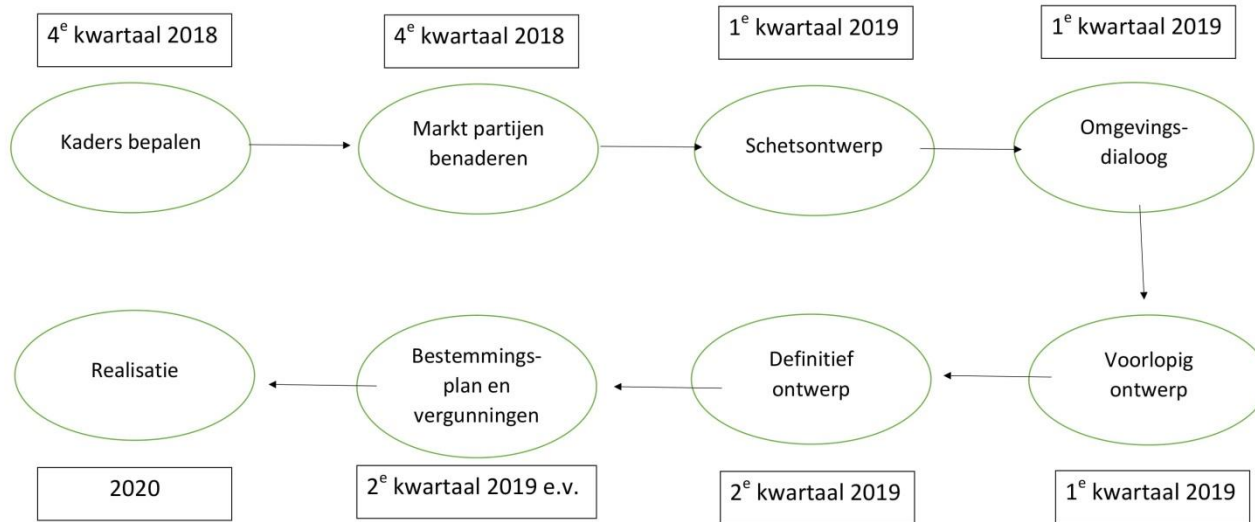 4e kwartaal 2018
4e kwartaal 2018
1e kwartaal 2019
1e kwartaal 2019
Kaders bepalen
Markt partijen
benaderen
Schetsontwerp
Omgevings-
dialoog
Realisatie
Bestemmings-
plan en
vergunningen
Definitief
ontwerp
Voorlopig
ontwerp
2020
2e kwartaal 2019 e.v.
2e kwartaal 2019
1e kwartaal 2019